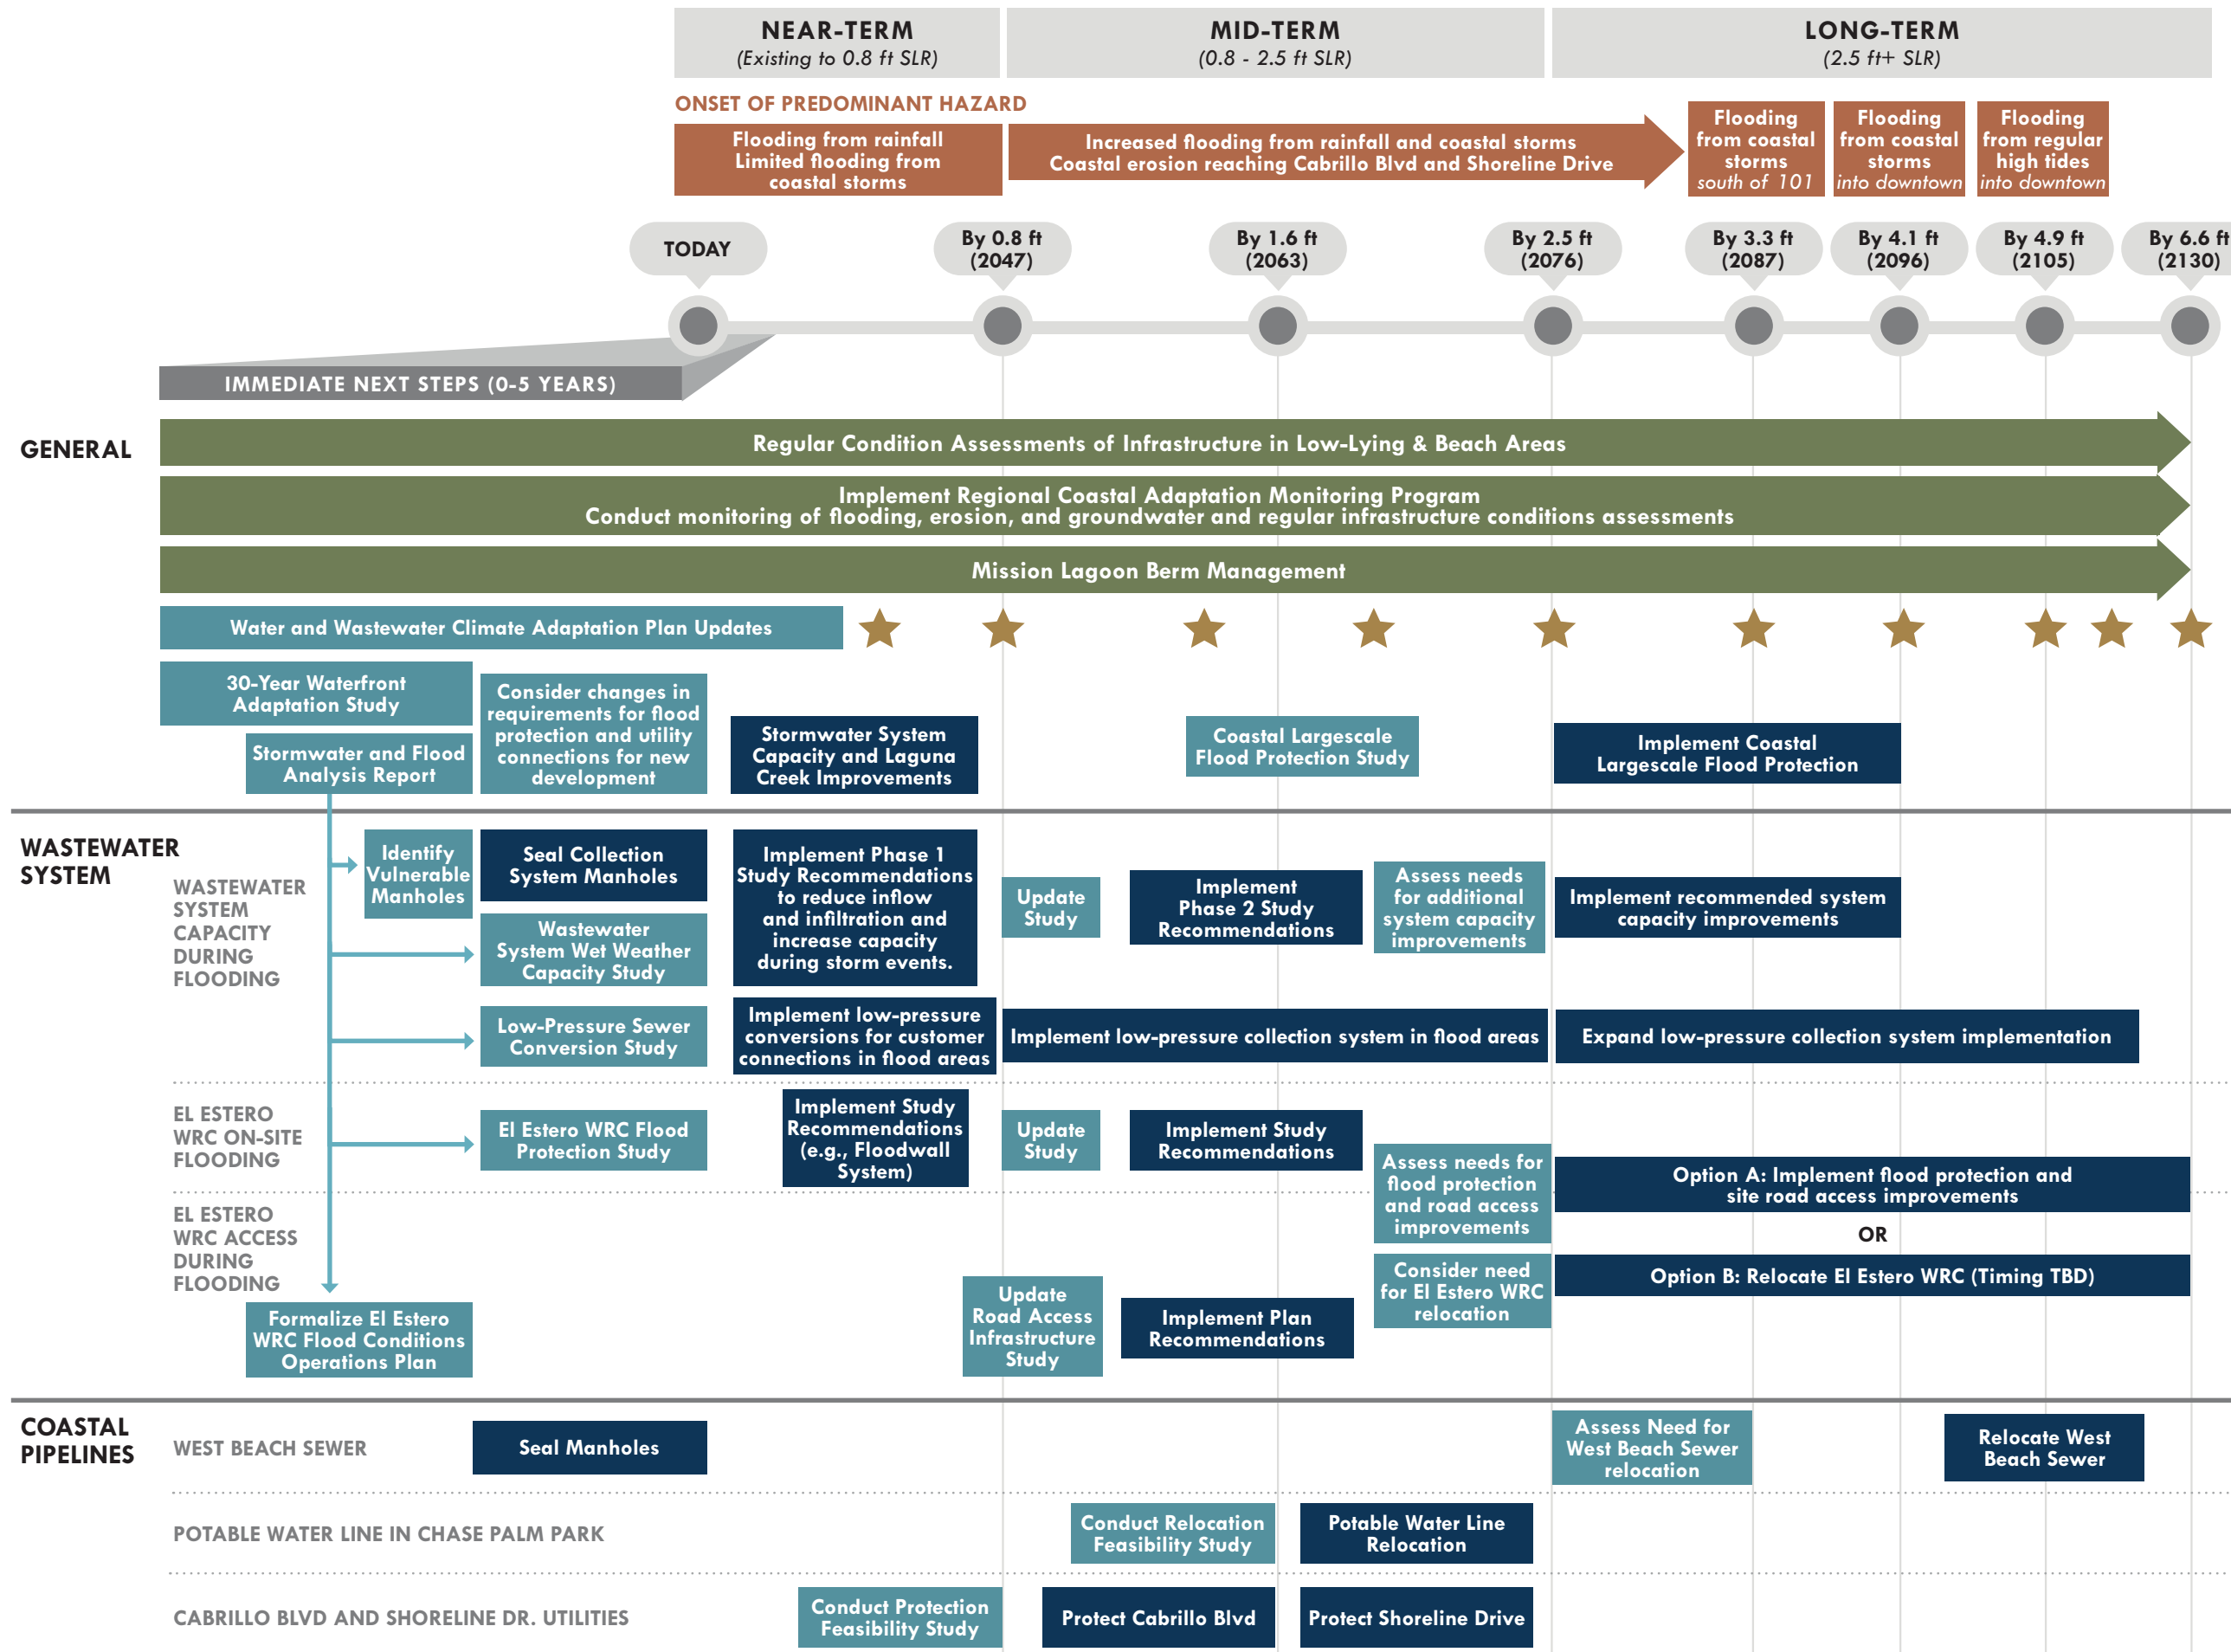 NEAR-TERM
(Existing to 0.8 ft SLR)
MID-TERM
(0.8 - 2.5 ft SLR)
LONG-TERM
(2.5 ft+ SLR)
ONSET OF PREDOMINANT HAZARD
Flooding from rainfall
Limited flooding from
coastal storms
Increased flooding from rainfall and coastal storms
Coastal erosion reaching Cabrillo Blvd and Shoreline Drive
Flooding
from coastal
storms
south of 101
Flooding
from coastal
storms
into downtown
Flooding
from regular
high tides
into downtown
TODAY
By 0.8 ft
(2047)
By 1.6 ft
(2063)
By 2.5 ft
(2076)
By 3.3 ft
(2087)
By 4.1 ft
(2096)
By 4.9 ft
(2105)
By 6.6 ft
(2130)
IMMEDIATE NEXT STEPS (0-5 YEARS)
GENERAL
Regular Condition Assessments of Infrastructure in Low-Lying & Beach Areas
Implement Regional Coastal Adaptation Monitoring Program
Conduct monitoring of flooding, erosion, and groundwater and regular infrastructure conditions assessments
Mission Lagoon Berm Management
Water and Wastewater Climate Adaptation Plan Updates
30-Year Waterfront
Adaptation Study
Stormwater and Flood
Analysis Report
Consider changes in
requirements for flood
protection and utility
connections for new
development
Stormwater System
Capacity and Laguna
Creek Improvements
Coastal Largescale
Flood Protection Study
Implement Coastal
Largescale Flood Protection
WASTEWATER
SYSTEM
WASTEWATER
SYSTEM
CAPACITY
DURING
FLOODING
Identify
Vulnerable
Manholes
Seal Collection
System Manholes
Wastewater
System Wet Weather
Capacity Study
Implement Phase 1
Study Recommendations
to reduce inflow
and infiltration and
increase capacity
during storm events.
Update
Study
Implement
Phase 2 Study
Recommendations
Assess needs
for additional
system capacity
improvements
Implement recommended system
capacity improvements
Low-Pressure Sewer
Conversion Study
Implement low-pressure
conversions for customer
connections in flood areas
Implement low-pressure collection system in flood areas
Expand low-pressure collection system implementation
EL ESTERO
WRC ON-SITE
FLOODING
El Estero WRC Flood
Protection Study
Implement Study
Recommendations
(e.g., Floodwall
System)
Update
Study
Implement Study
Recommendations
Assess needs for
flood protection
and road access
improvements
Option A: Implement flood protection and
site road access improvements
OR
EL ESTERO
WRC ACCESS
DURING
FLOODING
Formalize El Estero
WRC Flood Conditions
Operations Plan
Update
Road Access
Infrastructure
Study
Implement Plan
Recommendations
Consider need
for El Estero WRC
relocation
Option B: Relocate El Estero WRC (Timing TBD)
COASTAL
PIPELINES
WEST BEACH SEWER
Seal Manholes
Assess Need for
West Beach Sewer
relocation
Relocate West
Beach Sewer
POTABLE WATER LINE IN CHASE PALM PARK
Conduct Relocation
Feasibility Study
Potable Water Line
Relocation
CABRILLO BLVD AND SHORELINE DR. UTILITIES
Conduct Protection
Feasibility Study
Protect Cabrillo Blvd
Protect Shoreline Drive